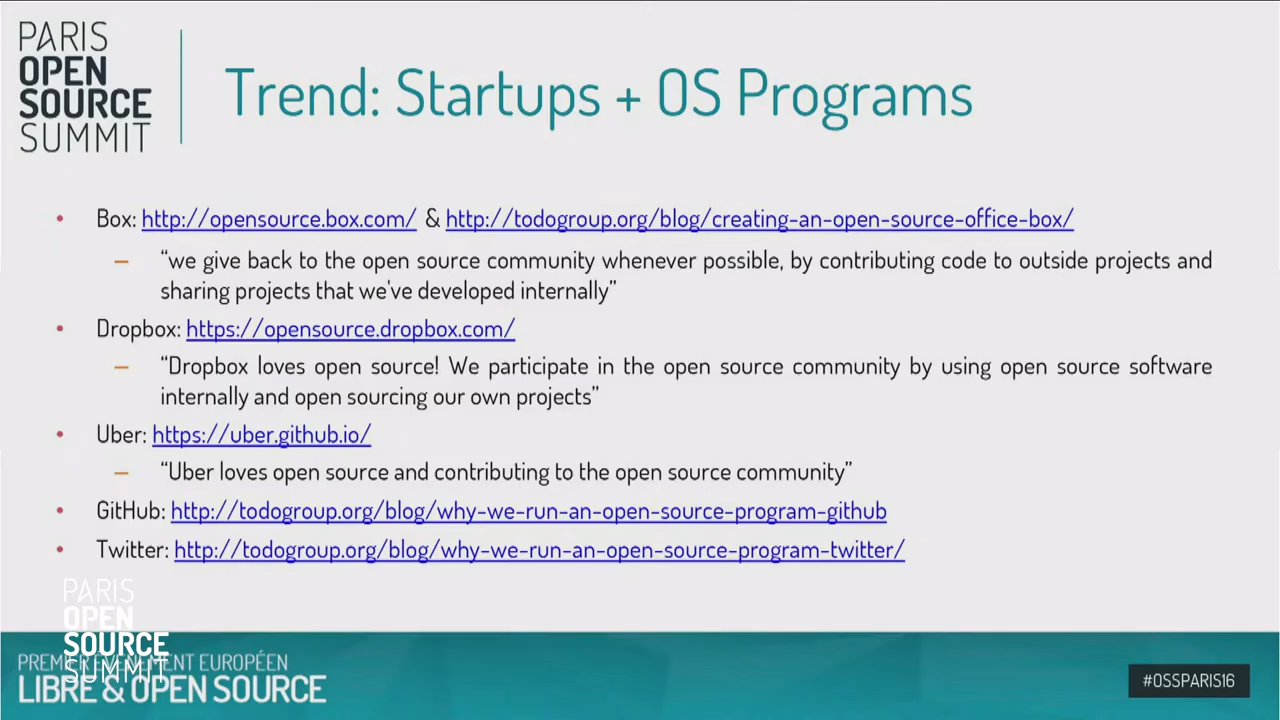 PARIS
OPEN
SOURCE
SUMMIT
Trend: Startups + OS Programs
• Box: http://opensource.box.com/ & http://todogroup.org/blog/creating-an-open-source-office-box/
– “we give back to the open source community whenever possible, by contributing code to outside projects and
sharing projects that we've developed internally”
• Dropbox: https://opensource.dropbox.com/
– “Dropbox loves open source! We participate in the open source community by using open source software
internally and open sourcing our own projects”
• Uber: https://uber.github.io/
– “Uber loves open source and contributing to the open source community”
• GitHub: http://todogroup.org/blog/why-we-run-an-open-source-program-github
• Twitter: http://todogroup.org/blog/why-we-run-an-open-source-program-twitter/
PARIS
OPEN
SOURCE
SUMMIT
PREMIER ÉVÉNEMENT EUROPÉEN
LIBRE & OPEN SOURCE
#OSSPARIS16